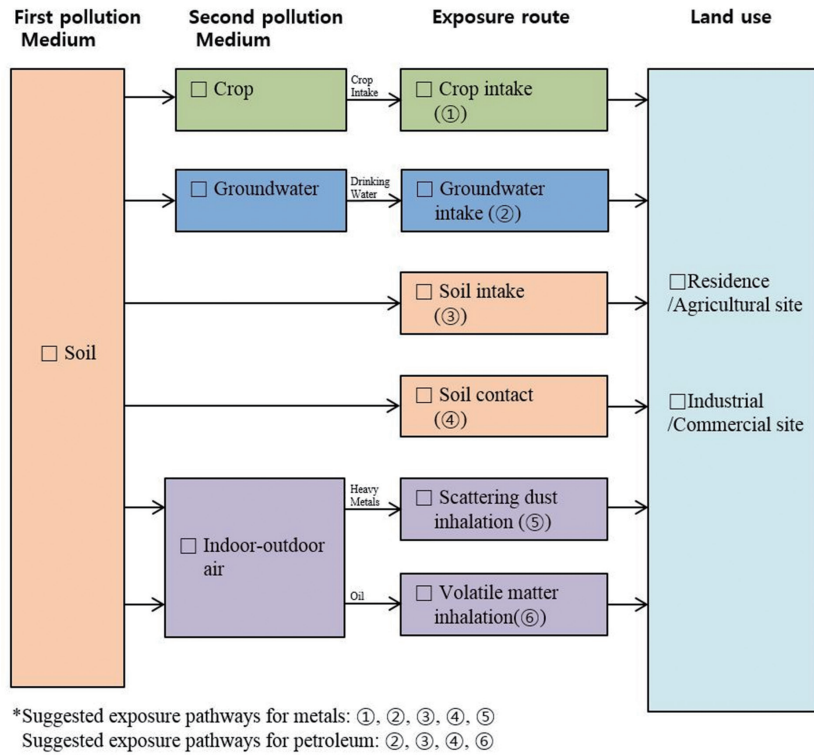 First pollution Medium
Second pollution Medium
Exposure route
Land use
□ Soil
□ Crop
Crop
Intake
□ Crop intake
(①)
□ Groundwater
Drinking
Water
□ Groundwater
intake (②)
□ Soil intake
(③)
□ Soil contact
(④)
□ Indoor-outdoor
air
Heavy
Metals
□ Scattering dust
inhalation (⑤)
Oil
□ Volatile matter
inhalation(⑥)
□Residence
/Agricultural site
□Industrial
/Commercial site
*Suggested exposure pathways for metals: ①, ②, ③, ④, ⑤
Suggested exposure pathways for petroleum: ②, ③, ④, ⑥